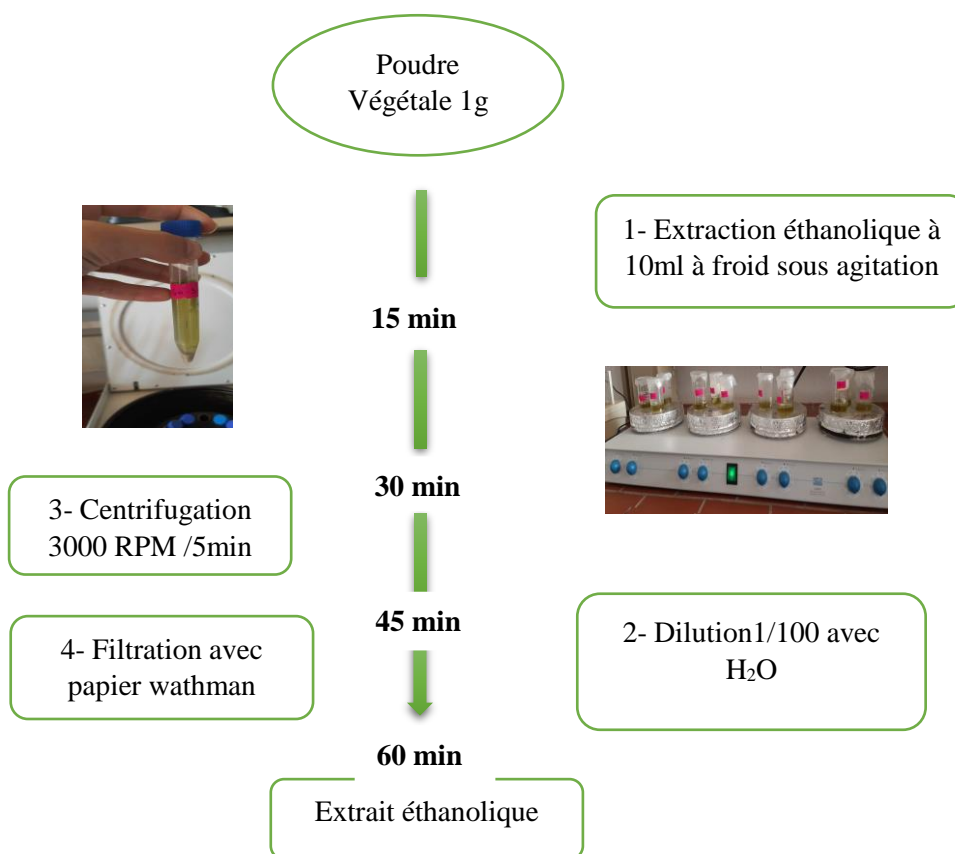 Poudre
Végétale 1g
1- Extraction éthanolique à
10ml à froid sous agitation
15 min
30 min
3- Centrifugation
3000 RPM /5min
45 min
4- Filtration avec
papier wathman
2- Dilution1/100 avec
H₂O
60 min
Extrait éthanolique